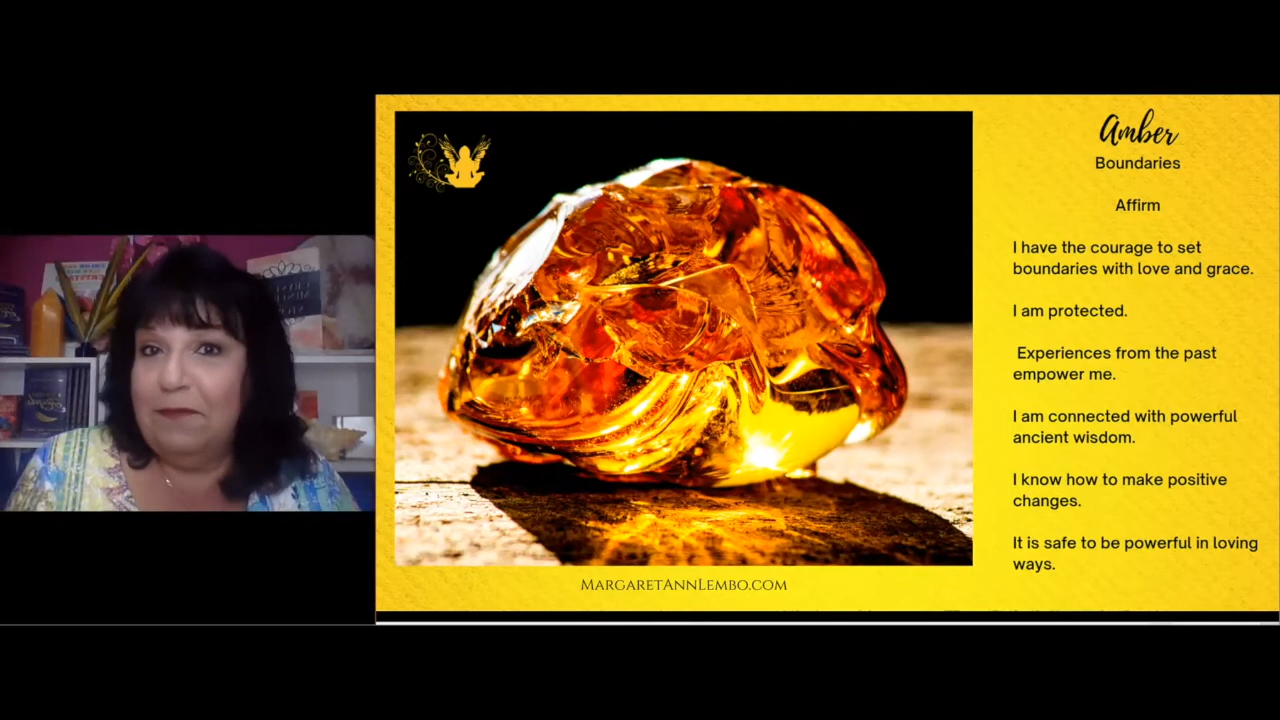 Amber
Boundaries
Affirm
I have the courage to set
boundaries with love and grace.
I am protected.
Experiences from the past
empower me.
I am connected with powerful
ancient wisdom.
I know how to make positive
changes.
It is safe to be powerful in loving
ways.
MargaretAnnLembo.com